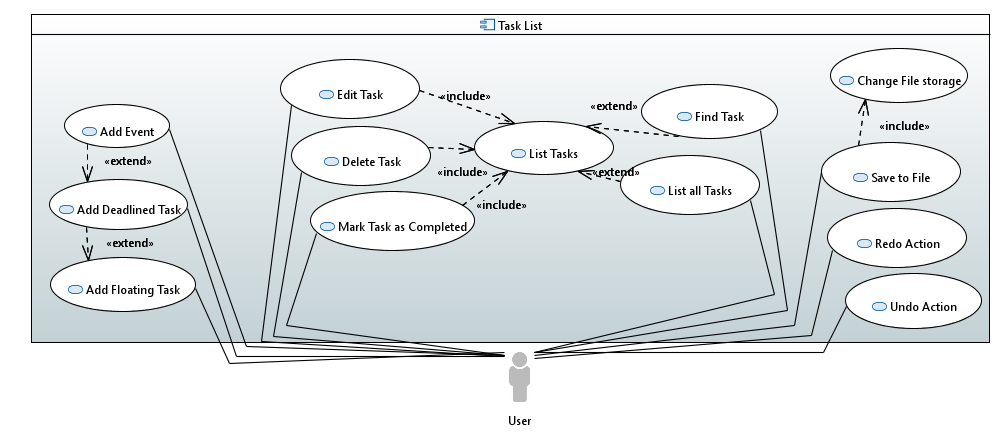 Task List
Edit Task
«include»
Change File storage
«extend»
Find Task
Add Event
«include»
«extend»
Delete Task
List Tasks
«include»
«extend»
Save to File
List all Tasks
Add Deadlined Task
«include»
Mark Task as Completed
«extend»
Redo Action
Add Floating Task
Undo Action
User